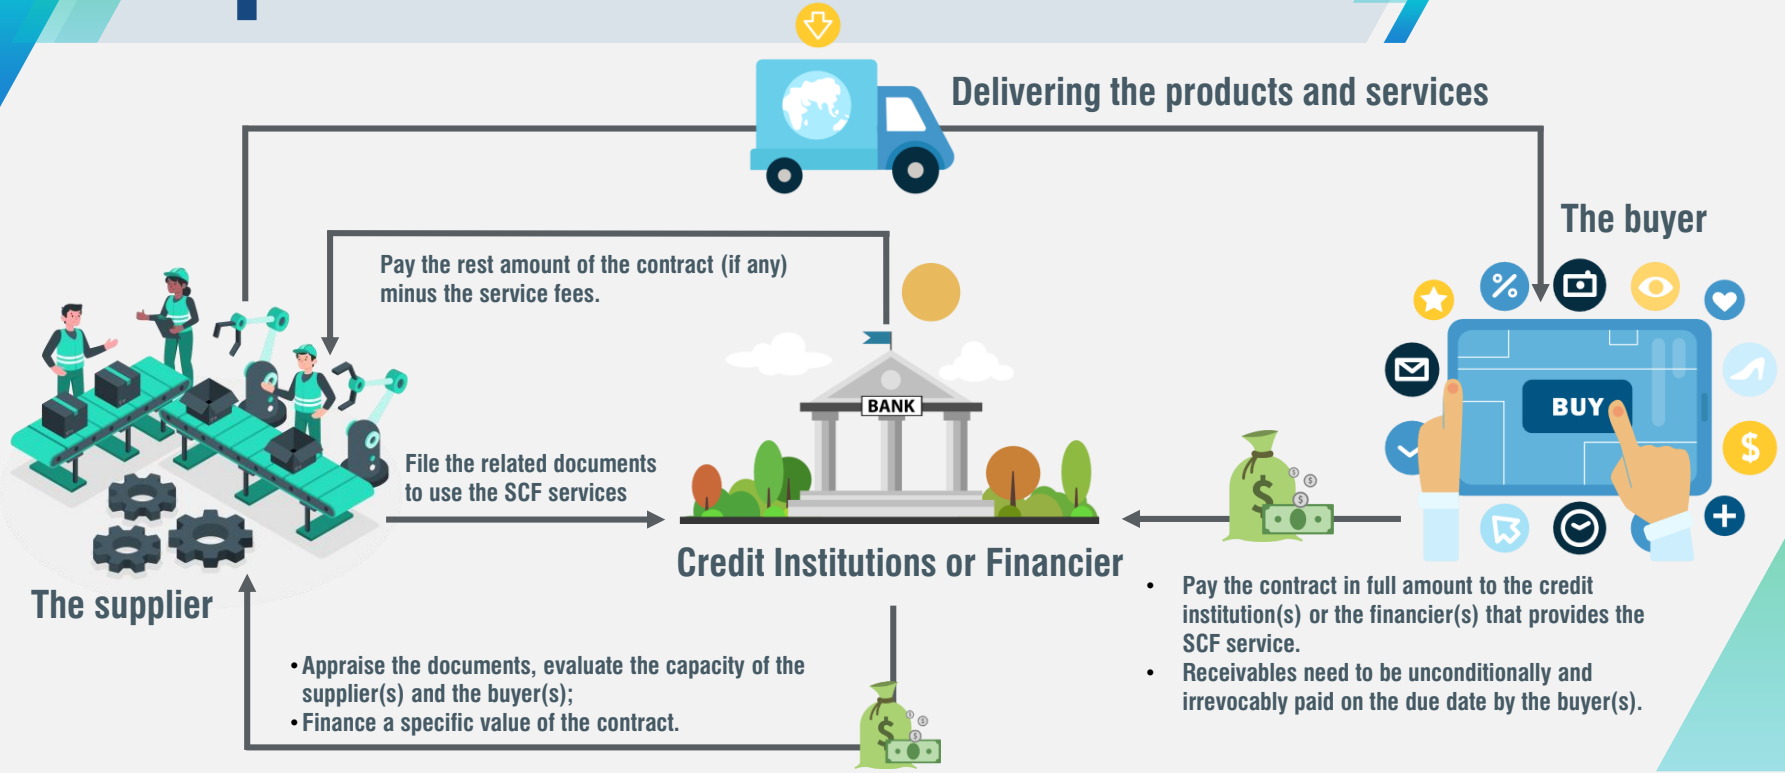 Delivering the products and services
The buyer
Pay the rest amount of the contract (if any)
minus the service fees.
BANK
BUY
File the related documents
to use the SCF services
Credit Institutions or Financier
The supplier
• Pay the contract in full amount to the credit
institution(s) or the financier(s) that provides the
SCF service.
• Receivables need to be unconditionally and
irrevocably paid on the due date by the buyer(s).
• Appraise the documents, evaluate the capacity of the
supplier(s) and the buyer(s);
• Finance a specific value of the contract.